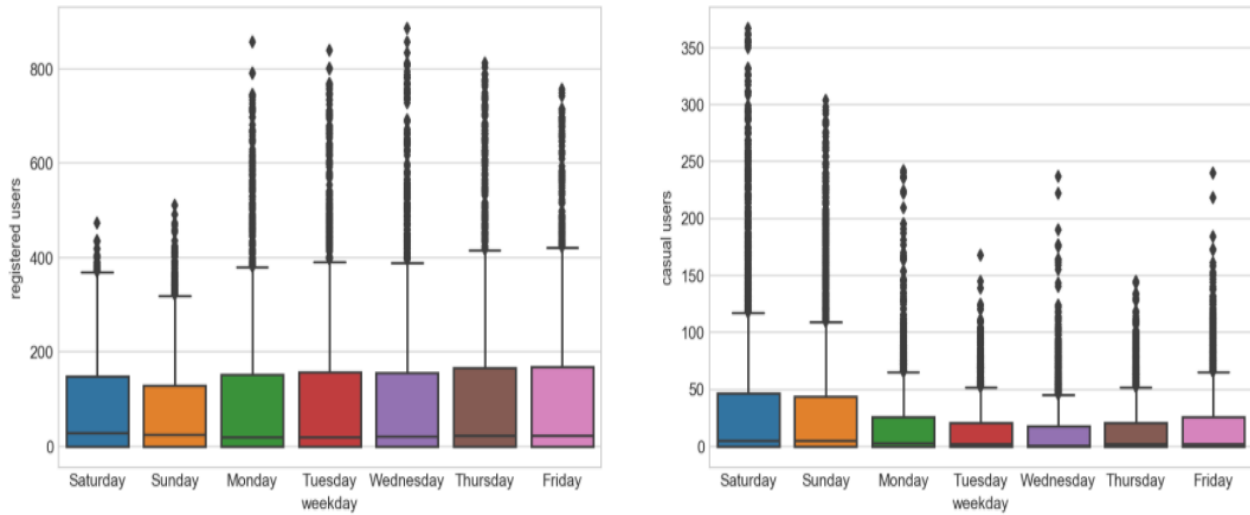 registered users
800
600
400
200
0
Saturday Sunday Monday Tuesday Wednesday Thursday Friday
weekday
casual users
350
300
250
200
150
100
50
0
Saturday Sunday Monday Tuesday Wednesday Thursday Friday
weekday